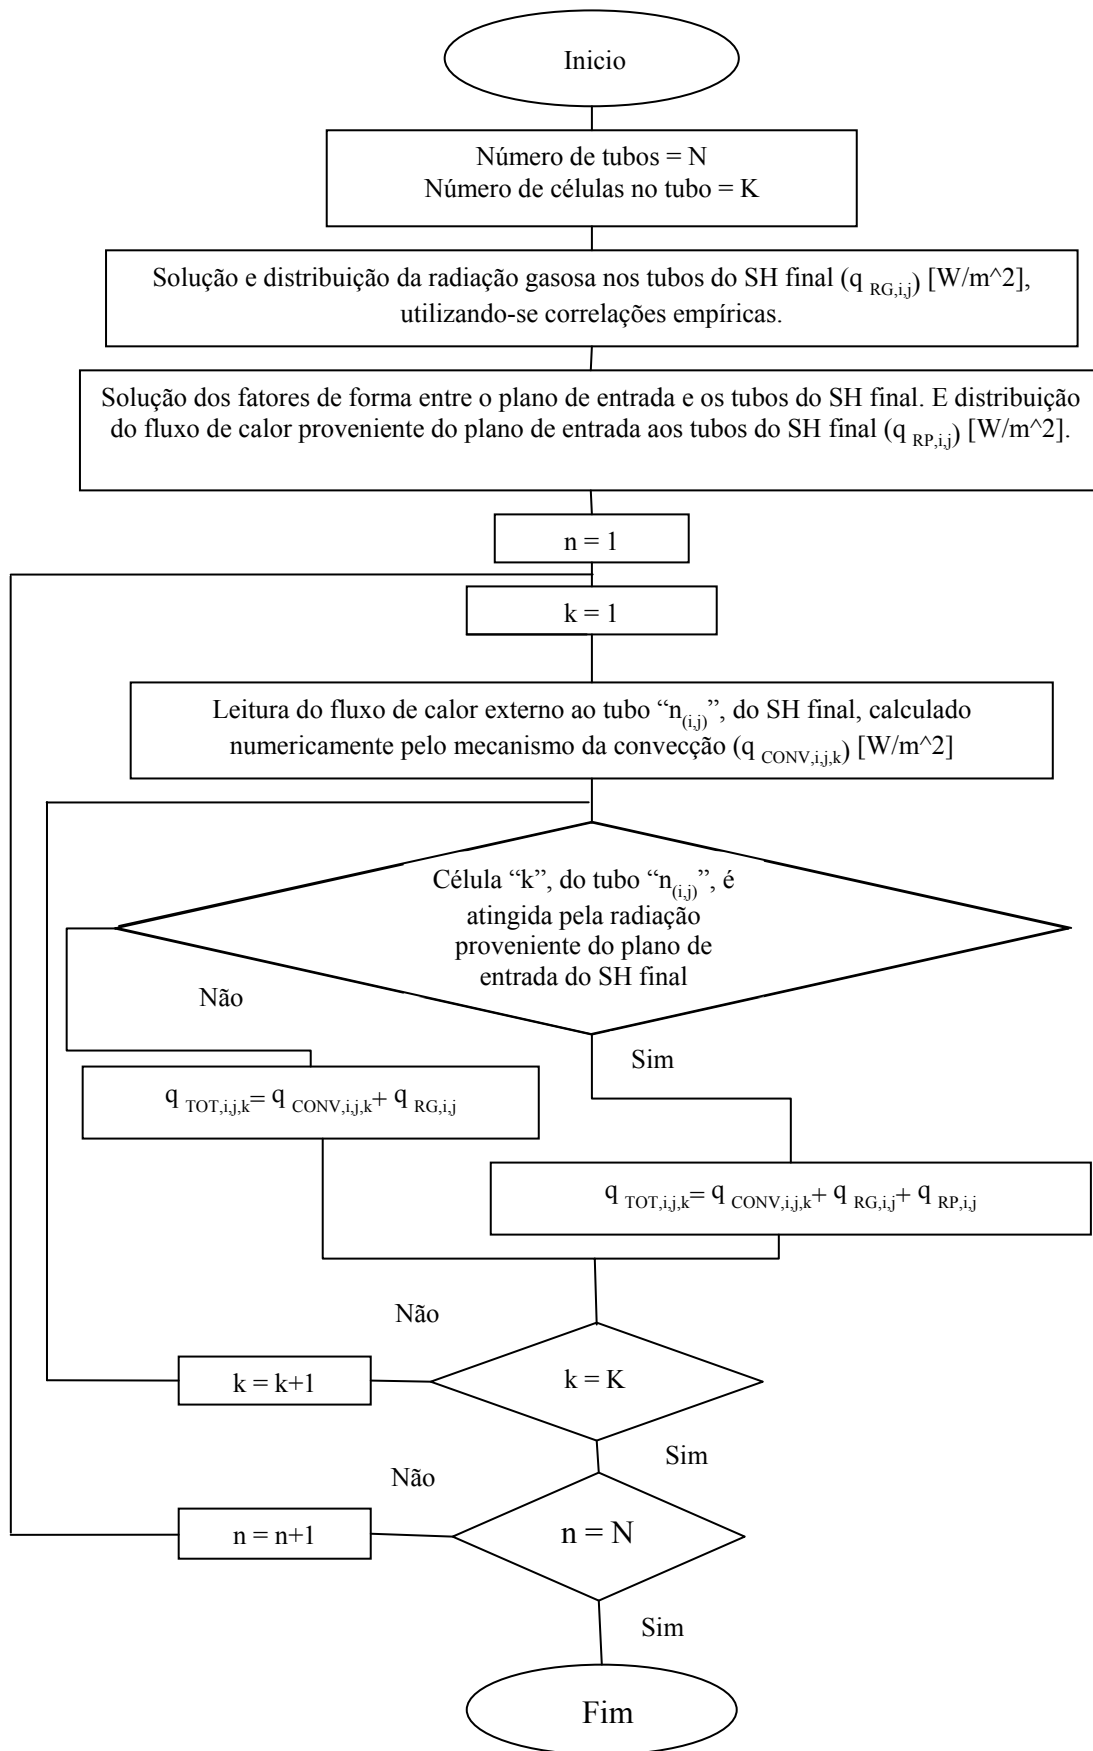 Inicio
Número de tubos = N
Número de células no tubo = K
Solução e distribuição da radiação gasosa nos tubos do SH final (q RG,i,j) [W/m^2],
utilizando-se correlações empíricas.
Solução dos fatores de forma entre o plano de entrada e os tubos do SH final. E distribuição
do fluxo de calor proveniente do plano de entrada aos tubos do SH final (q RP,i,j) [W/m^2].
n = 1
k = 1
Leitura do fluxo de calor externo ao tubo “n(i,j)”, do SH final, calculado
numericamente pelo mecanismo da convecção (q CONV,i,j,k) [W/m^2]
Célula “k”, do tubo “n(i,j)”, é
atingida pela radiação
proveniente do plano de
entrada do SH final
Não
Sim
q TOT,i,j,k= q CONV,i,j,k+ q RG,i,j
q TOT,i,j,k= q CONV,i,j,k+ q RG,i,j+ q RP,i,j
Não
k = k+1
k = K
Sim
Não
n = n+1
n = N
Sim
Fim